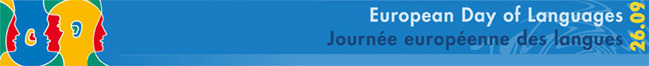 European Day of Languages
Journée européenne des langues
26.09